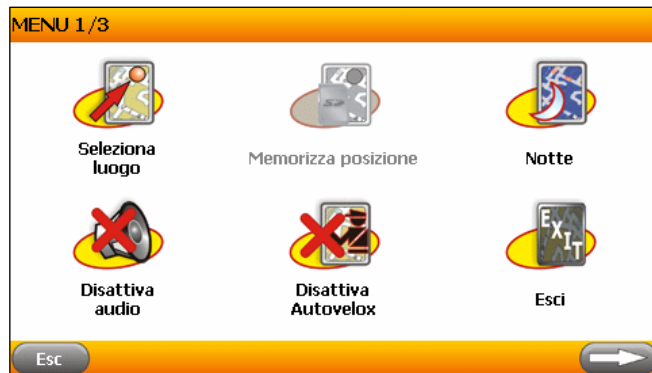 MENU 1/3
Seleziona
luogo
Memorizza posizione
Notte
Disattiva
audio
Disattiva
Autovelox
EXIT
Esci
Esc